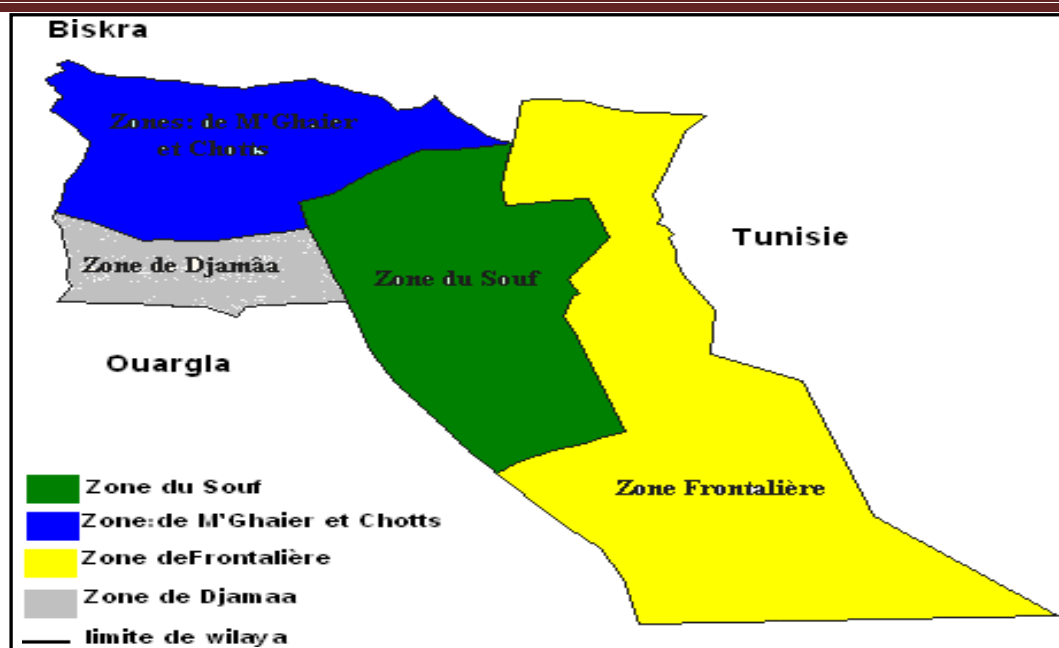 Biskra
Zones: de M'Ghaier
et Chotts
Tunisie
Zone de Djamâa
Zone du Souf
Ouargla
Zone Frontalière
Zone du Souf
Zone:de M'Ghaier et Chotts
Zone deFrontalière
Zone de Djamaa
limite de wilaya